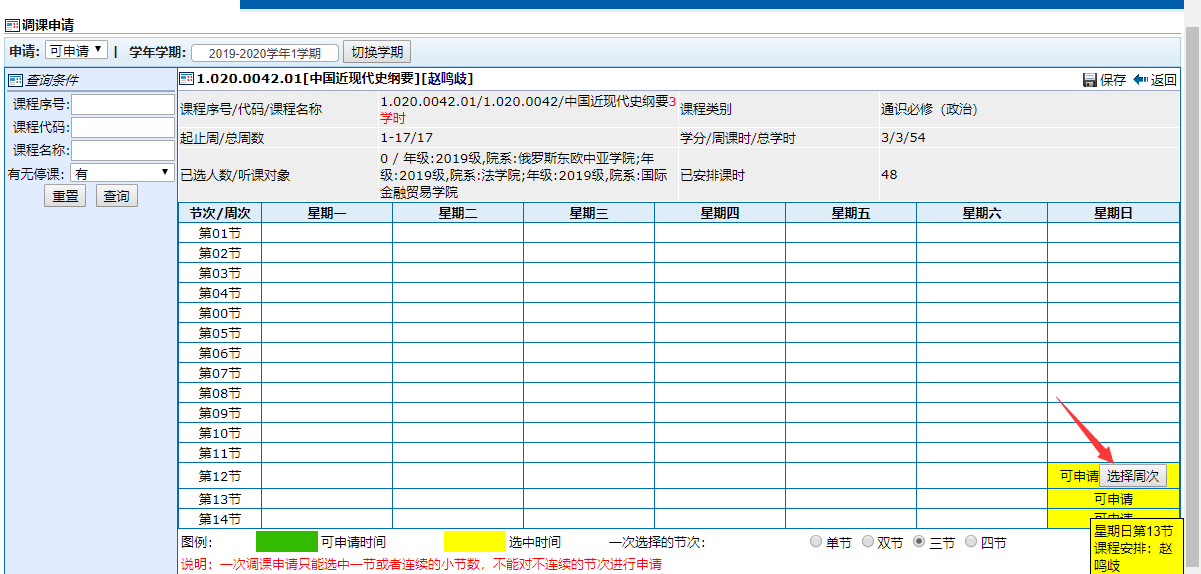 调课申请
申请: 可申请 | 学年学期: 2019-2020学年1学期 切换学期
查询条件
课程序号:
课程代码:
课程名称:
有无停课: 有
重置 查询
1.020.0042.01[中国近现代史纲要][赵鸣歧] 保存 返回
课程序号/代码/课程名称 1.020.0042.01/1.020.0042/中国近现代史纲要3学时 课程类别 通识必修（政治）
起止周/总周数 1-17/17 学分/周课时/总学时 3/3/54
已选人数/听课对象 0 / 年级:2019级,院系:俄罗斯东欧中亚学院;年
级:2019级,院系:法学院;年级:2019级,院系:国际
金融贸易学院 已安排课时 48
节次/周次 星期一 星期二 星期三 星期四 星期五 星期六 星期日
第01节
第02节
第03节
第04节
第00节
第05节
第06节
第07节
第08节
第09节
第10节
第11节
第12节 可申请 选择周次
第13节 可申请
第14节 可申请
星期日第13节
课程安排：赵
鸣歧
图例: 可申请时间 选中时间 一次选择的节次: 单节 双节 三节 四节
说明：一次调课申请只能选中一节或者连续的小节数，不能对不连续的节次进行申请